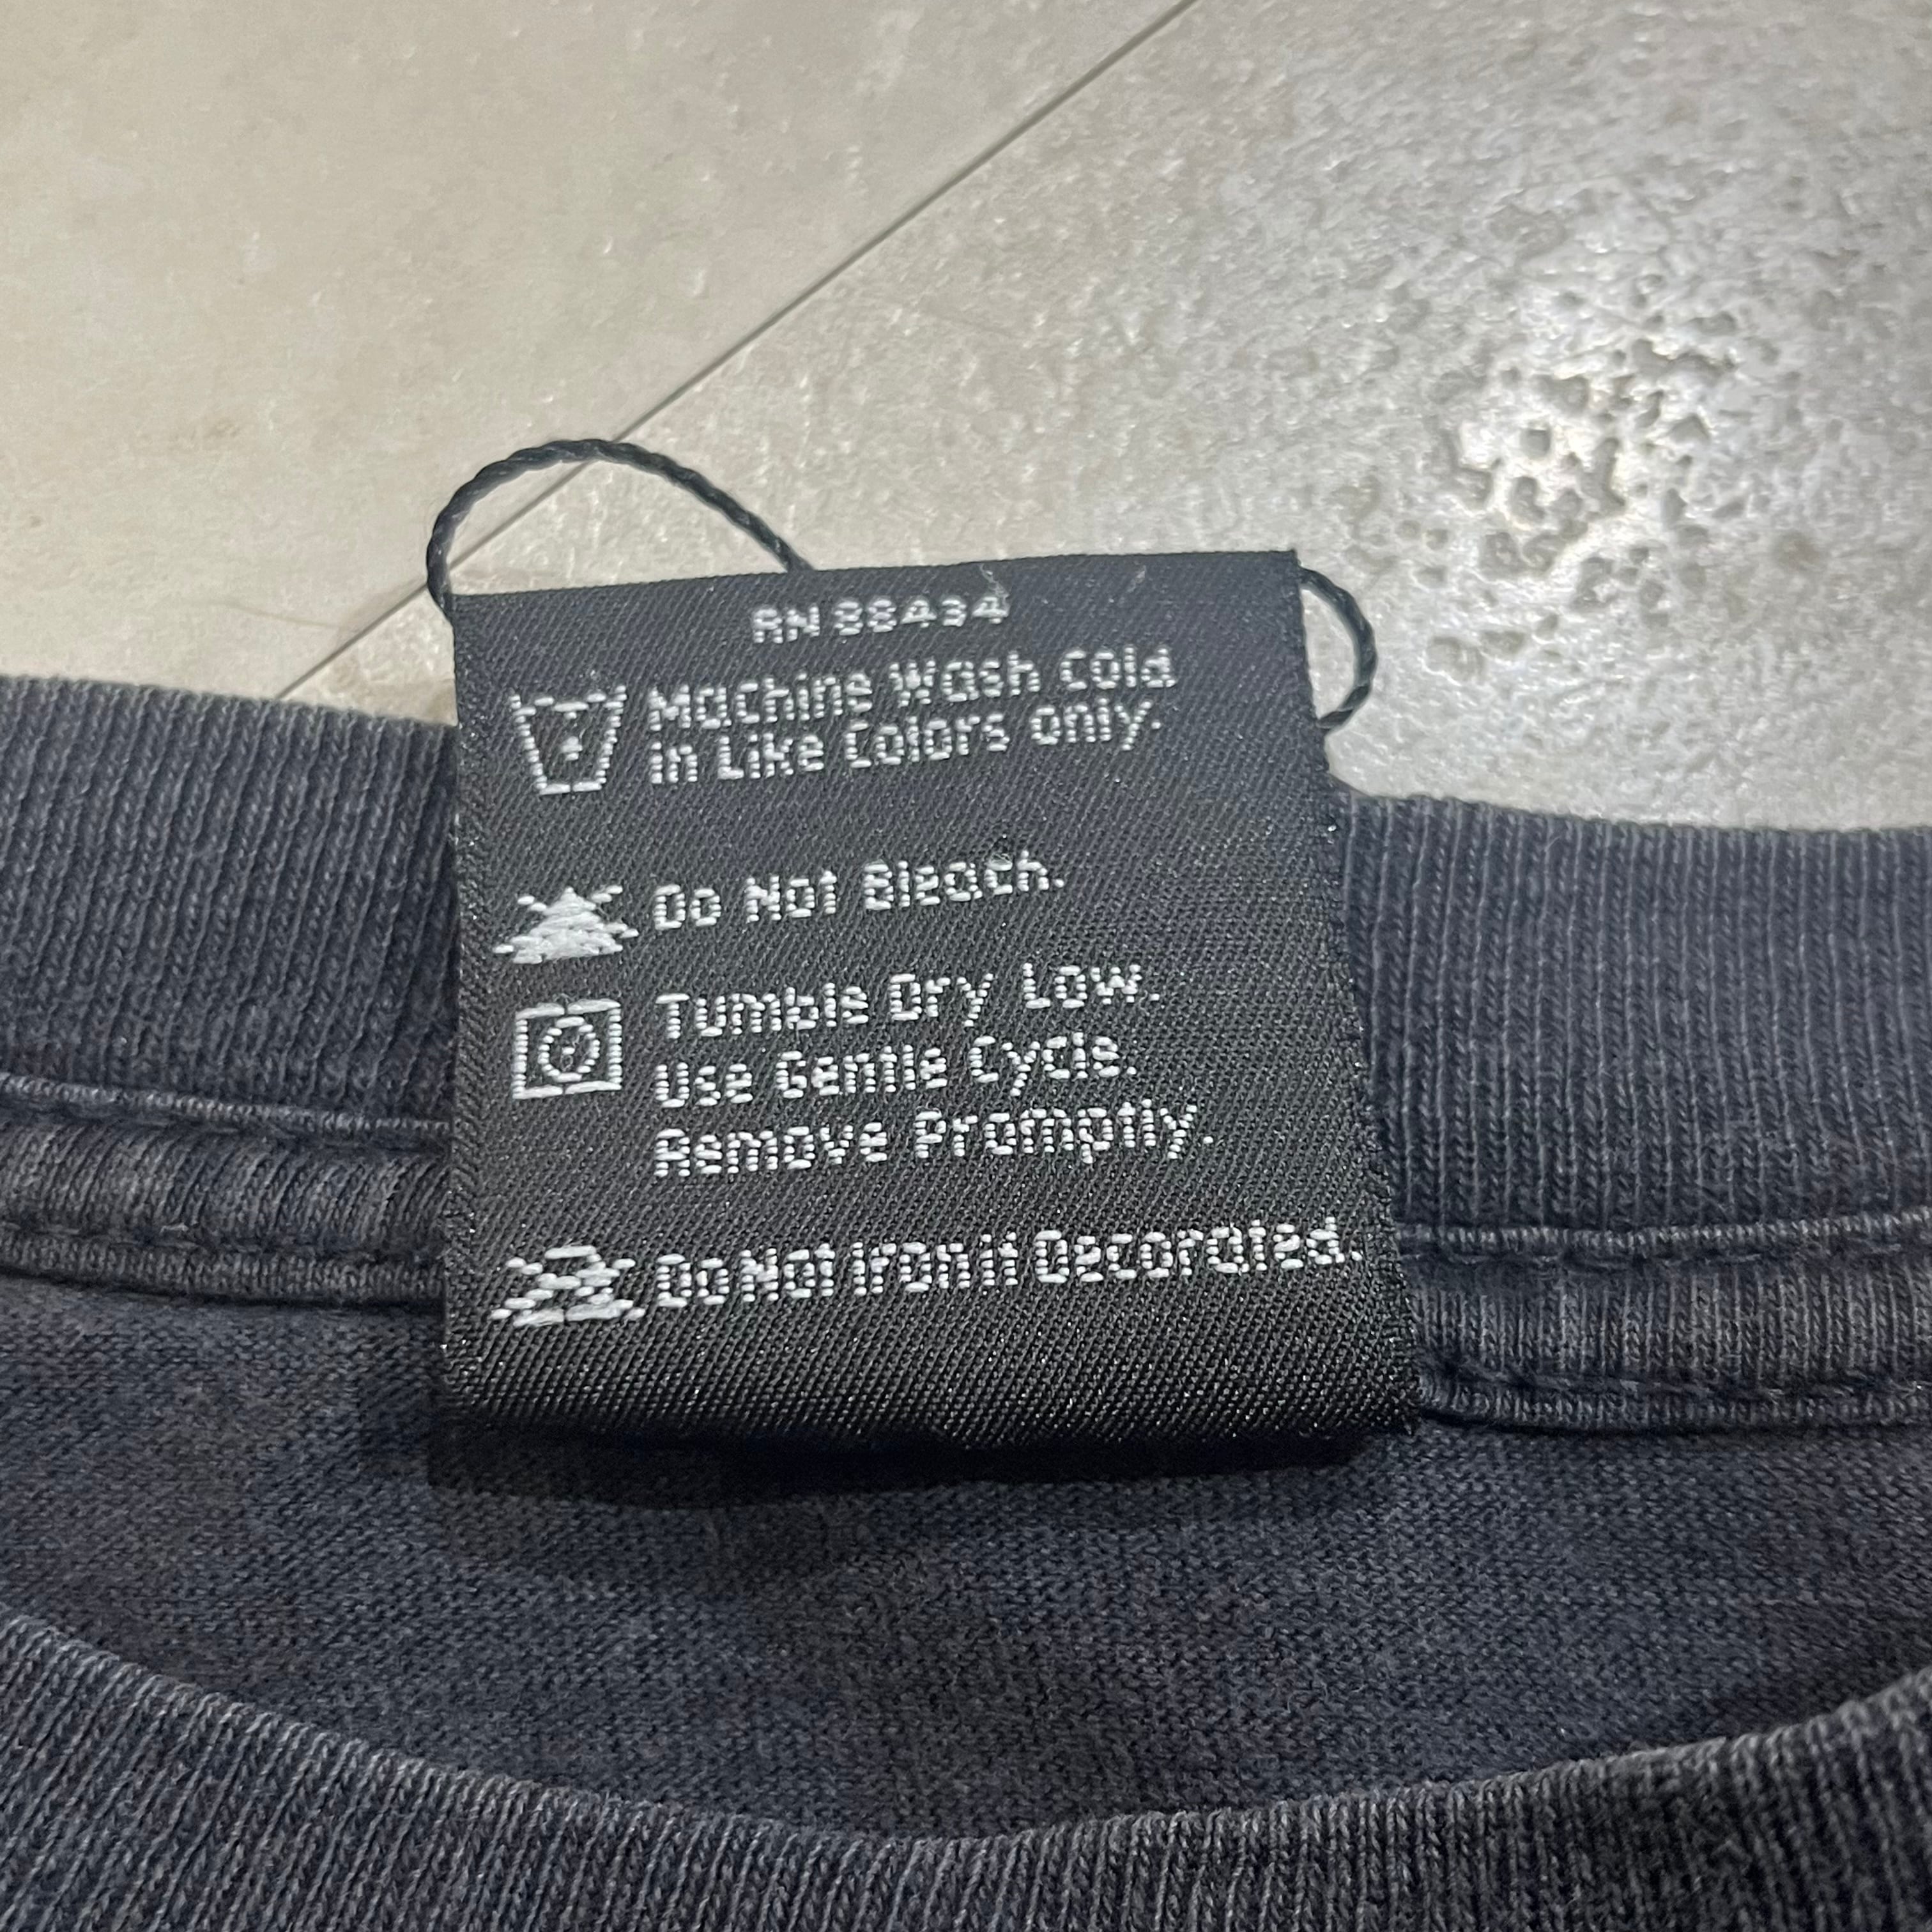 RN 88434
Machine Wash Cold
in Like Colors only.
Do Not Bleach.
Tumble Dry Low.
Use Gentle Cycle.
Remove Promptly.
Do Not Iron if Decorated.